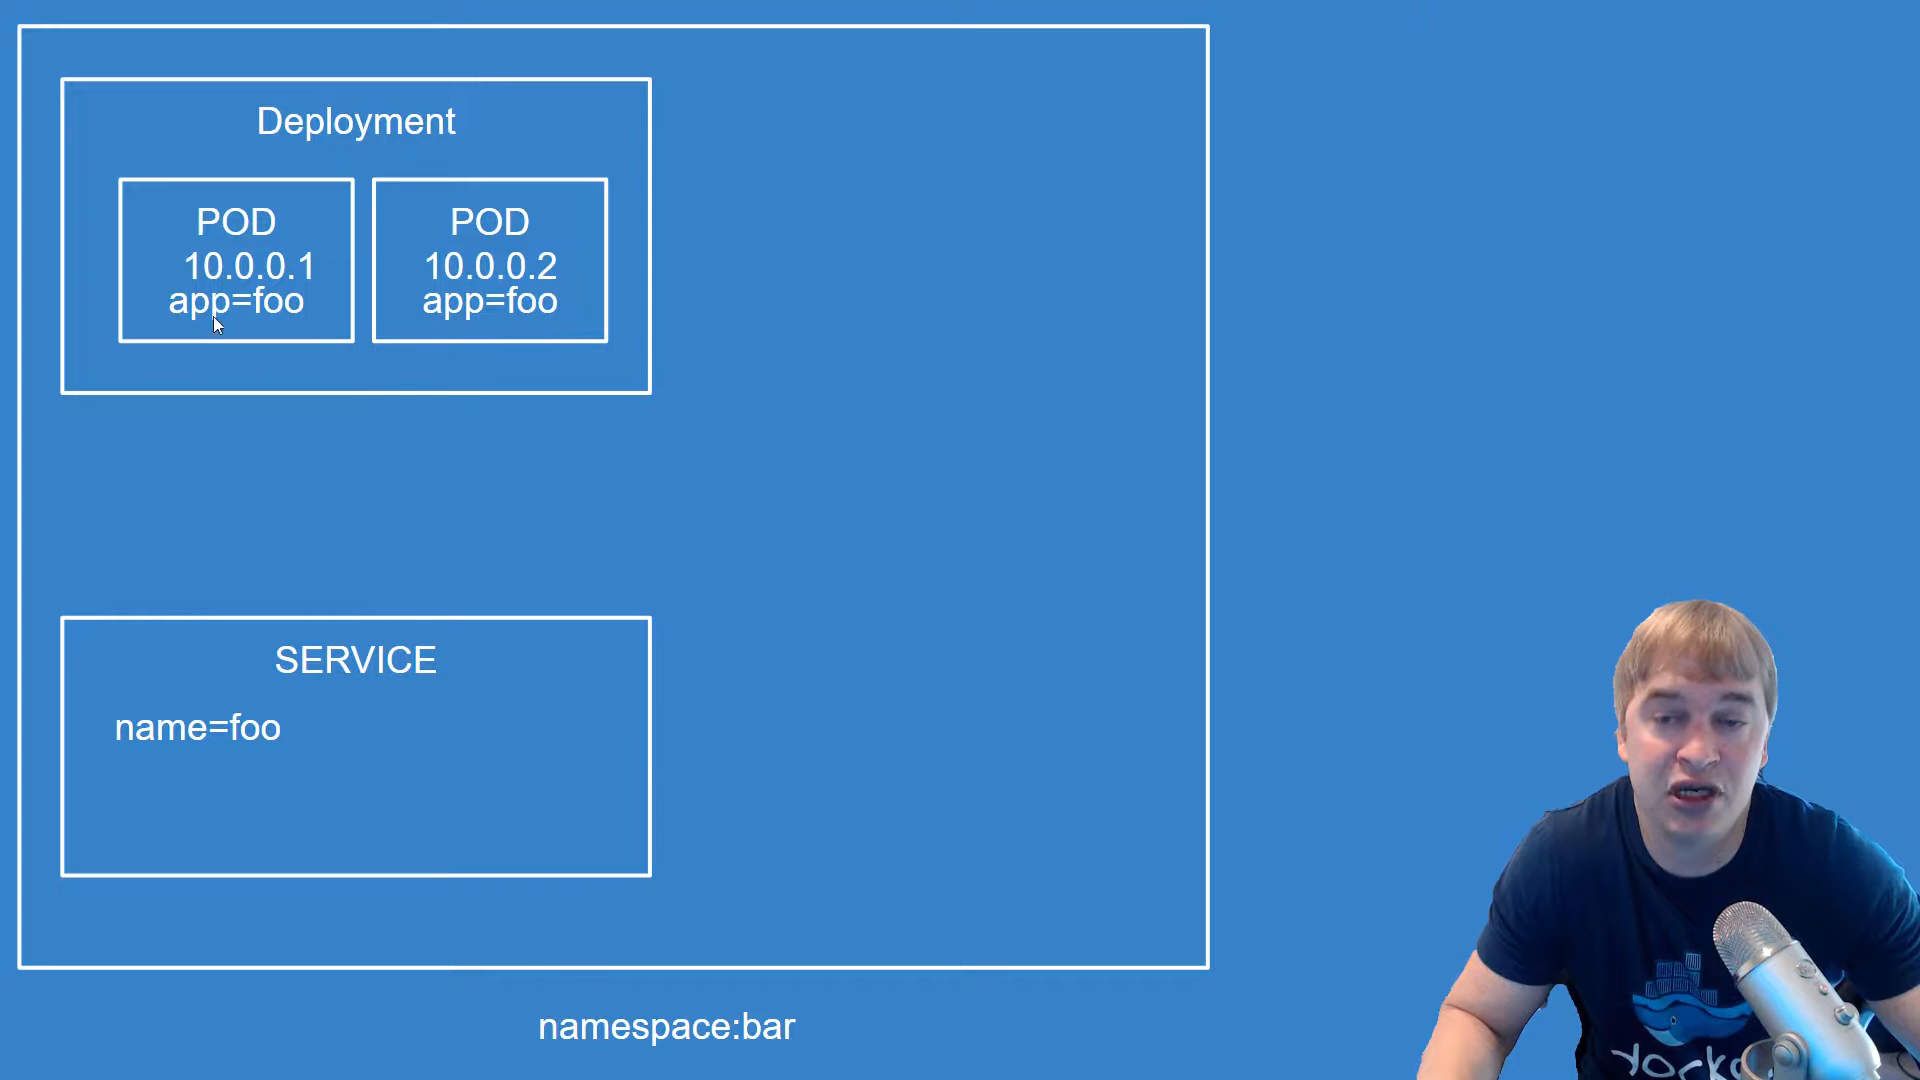 Deployment
POD
10.0.0.1
app=foo
POD
10.0.0.2
app=foo
SERVICE
name=foo
namespace:bar